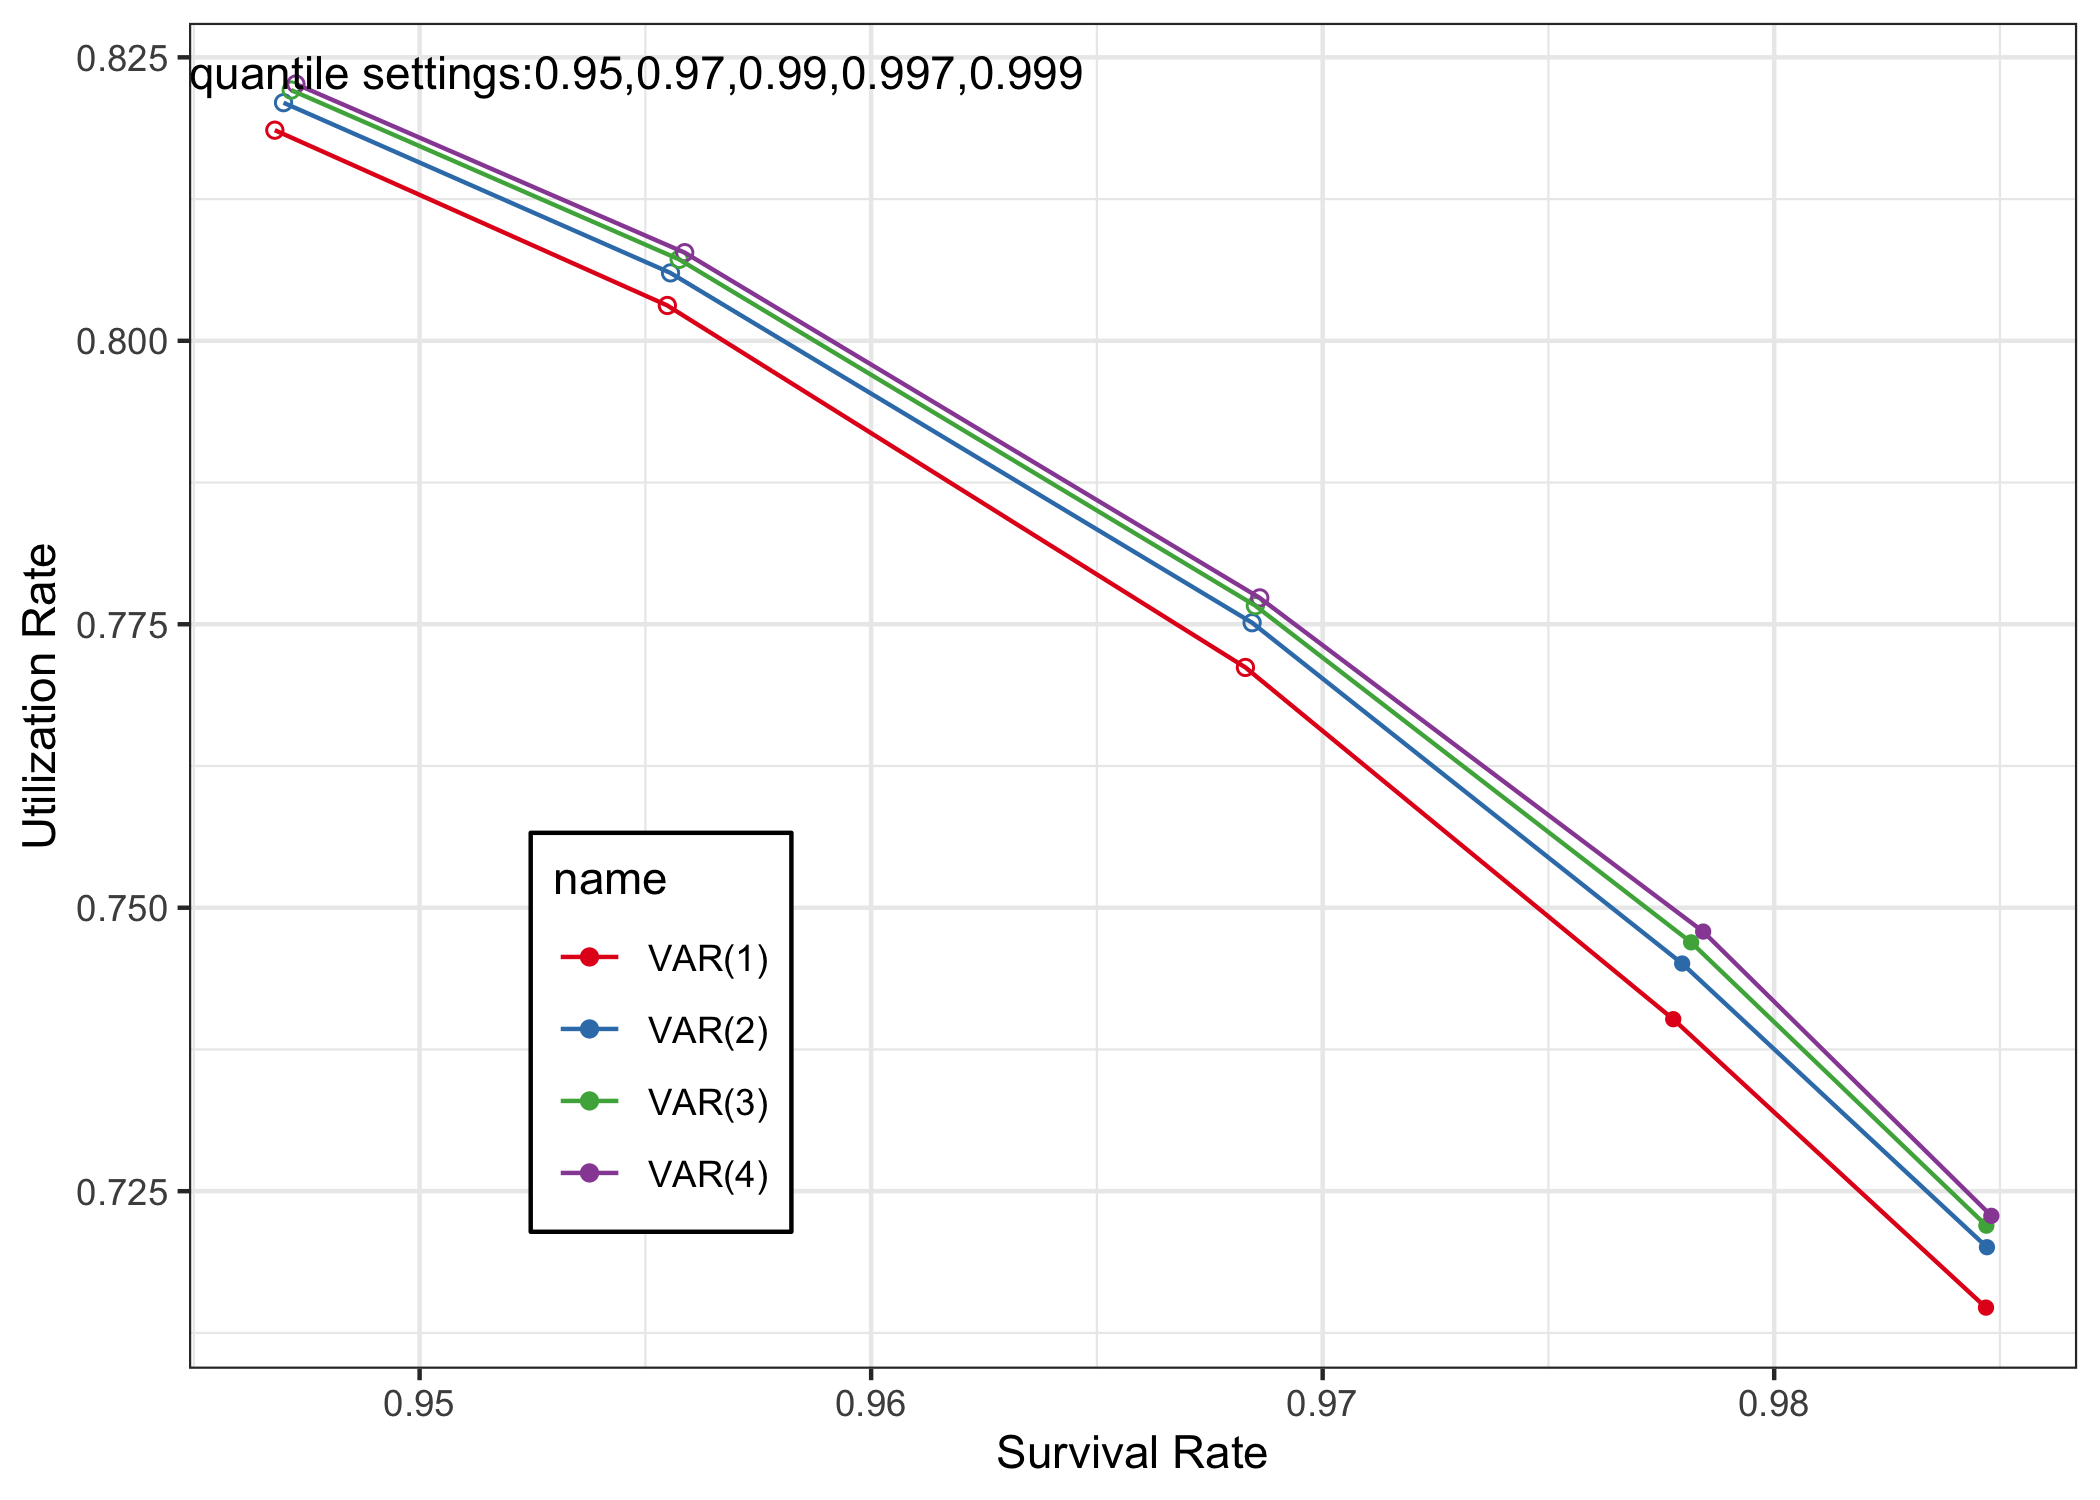 quantile settings:0.95,0.97,0.99,0.997,0.999
0.825
0.800
0.775
0.750
0.725
Utilization Rate
name
VAR(1)
VAR(2)
VAR(3)
VAR(4)
0.95 0.96 0.97 0.98
Survival Rate